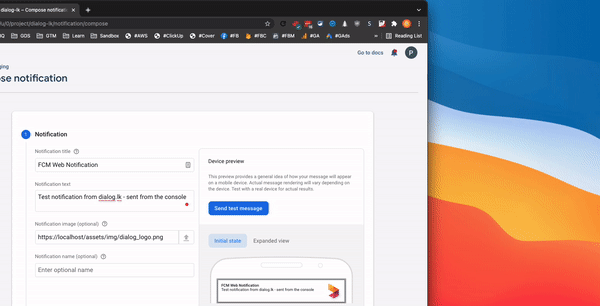 dialog-lk – Compose notificati
/u/0/project/dialog-lk/notification/compose
GDS
GTM
Learn
Sandbox
#AWS
#ClickUp
#Cover
#FB
#FBC
#FBM
#GA
#GAds
Reading List
Go to docs
P
ose notification
1
Notification
Notification title
FCM Web Notification
Notification text
Test notification from dialog.lk - sent from the console
Notification image (optional)
https://localhost/assets/img/dialog_logo.png
Notification name (optional)
Enter optional name
Device preview
This preview provides a general idea of how your message will appear
on a mobile device. Actual message rendering will vary depending on
the device. Test with a real device for actual results.
Send test message
Initial state
Expanded view
FCM Web Notification
Test notification from dialog.lk - sent from the console